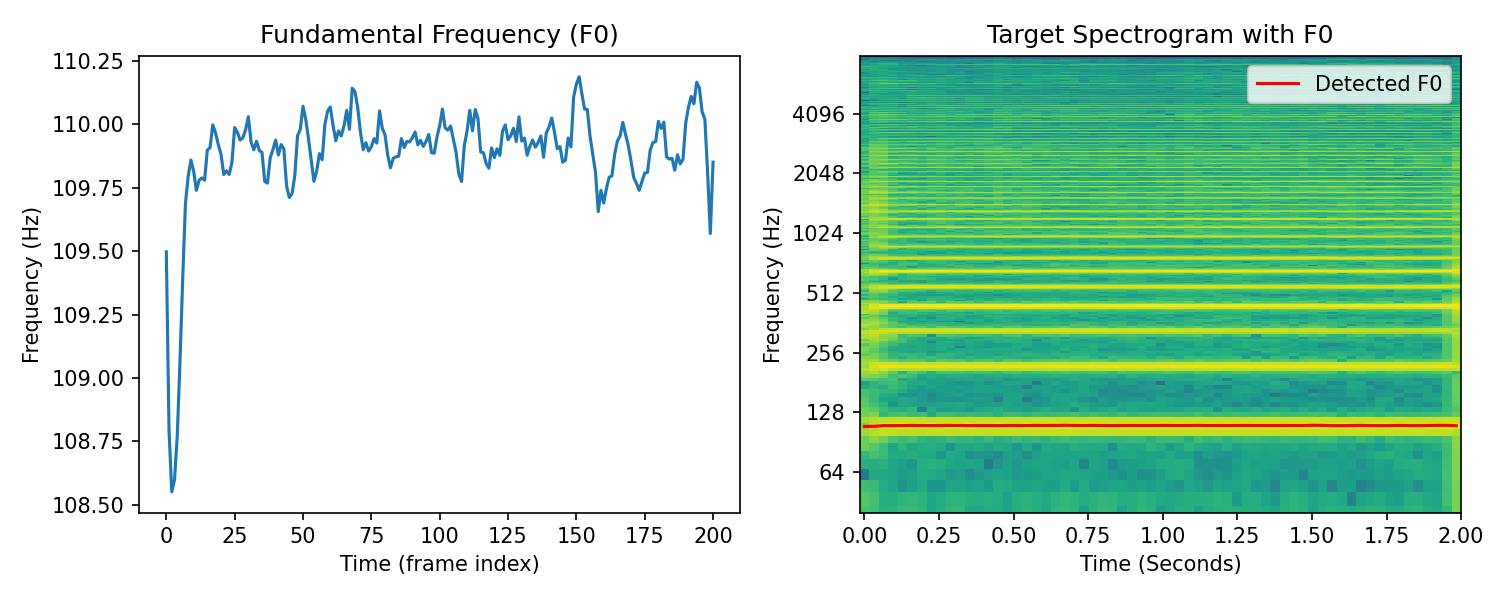 Fundamental Frequency (F0)
110.25
110.00
109.75
109.50
109.25
109.00
108.75
108.50
Frequency (Hz)
0 25 50 75 100 125 150 175 200
Time (frame index)
Target Spectrogram with F0
Detected F0
4096
2048
1024
512
256
128
64
Frequency (Hz)
0.00 0.25 0.50 0.75 1.00 1.25 1.50 1.75 2.00
Time (Seconds)